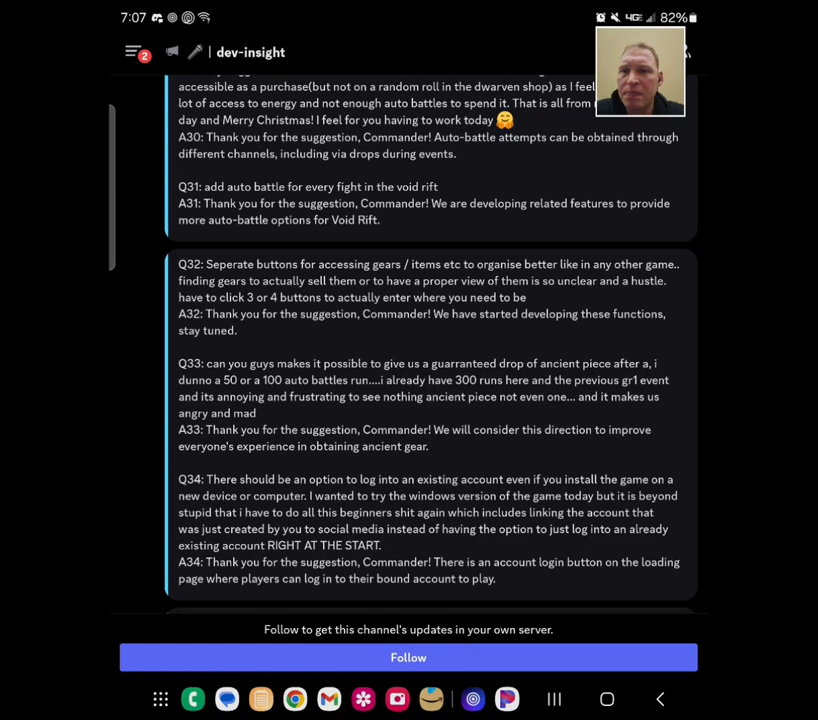 7:07
4G 82%
2
| dev-insight
accessible as a purchase(but not on a random roll in the dwarven shop) as I feel
lot of access to energy and not enough auto battles to spend it. That is all from
day and Merry Christmas! I feel for you having to work today 🤗
A30: Thank you for the suggestion, Commander! Auto-battle attempts can be obtained through
different channels, including via drops during events.
Q31: add auto battle for every fight in the void rift
A31: Thank you for the suggestion, Commander! We are developing related features to provide
more auto-battle options for Void Rift.
Q32: Seperate buttons for accessing gears / items etc to organise better like in any other game..
finding gears to actually sell them or to have a proper view of them is so unclear and a hustle.
have to click 3 or 4 buttons to actually enter where you need to be
A32: Thank you for the suggestion, Commander! We have started developing these functions,
stay tuned.
Q33: can you guys makes it possible to give us a guarranteed drop of ancient piece after a, i
dunno a 50 or a 100 auto battles run....i already have 300 runs here and the previous gr1 event
and its annoying and frustrating to see nothing ancient piece not even one... and it makes us
angry and mad
A33: Thank you for the suggestion, Commander! We will consider this direction to improve
everyone's experience in obtaining ancient gear.
Q34: There should be an option to log into an existing account even if you install the game on a
new device or computer. I wanted to try the windows version of the game today but it is beyond
stupid that i have to do all this beginners shit again which includes linking the account that
was just created by you to social media instead of having the option to just log into an already
existing account RIGHT AT THE START.
A34: Thank you for the suggestion, Commander! There is an account login button on the loading
page where players can log in to their bound account to play.
Follow to get this channel's updates in your own server.
Follow